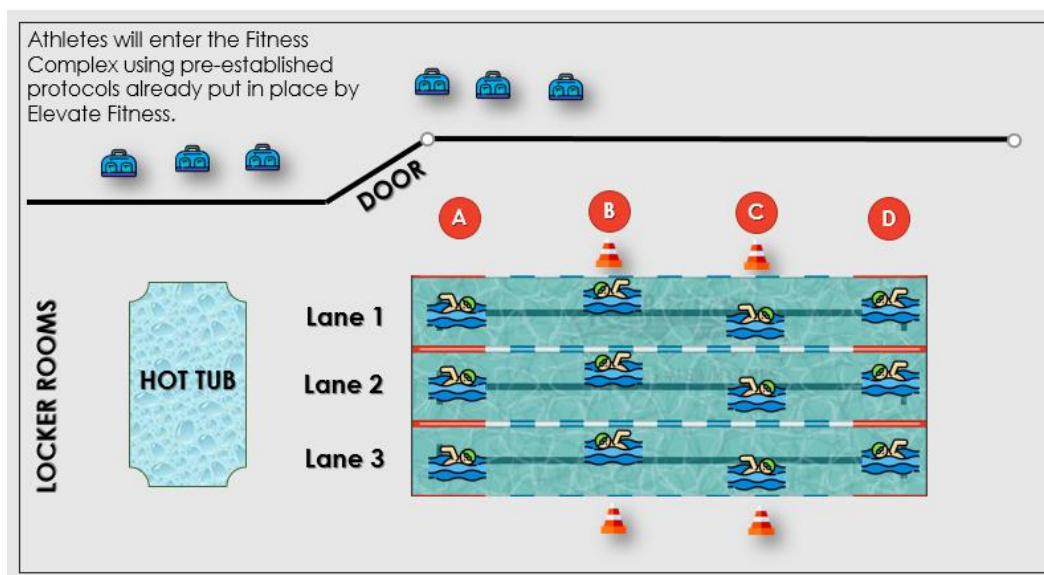 Athletes will enter the Fitness
Complex using pre-established
protocols already put in place by
Elevate Fitness.
DOOR
A
B
C
D
LOCKER ROOMS
HOT TUB
Lane 1
Lane 2
Lane 3